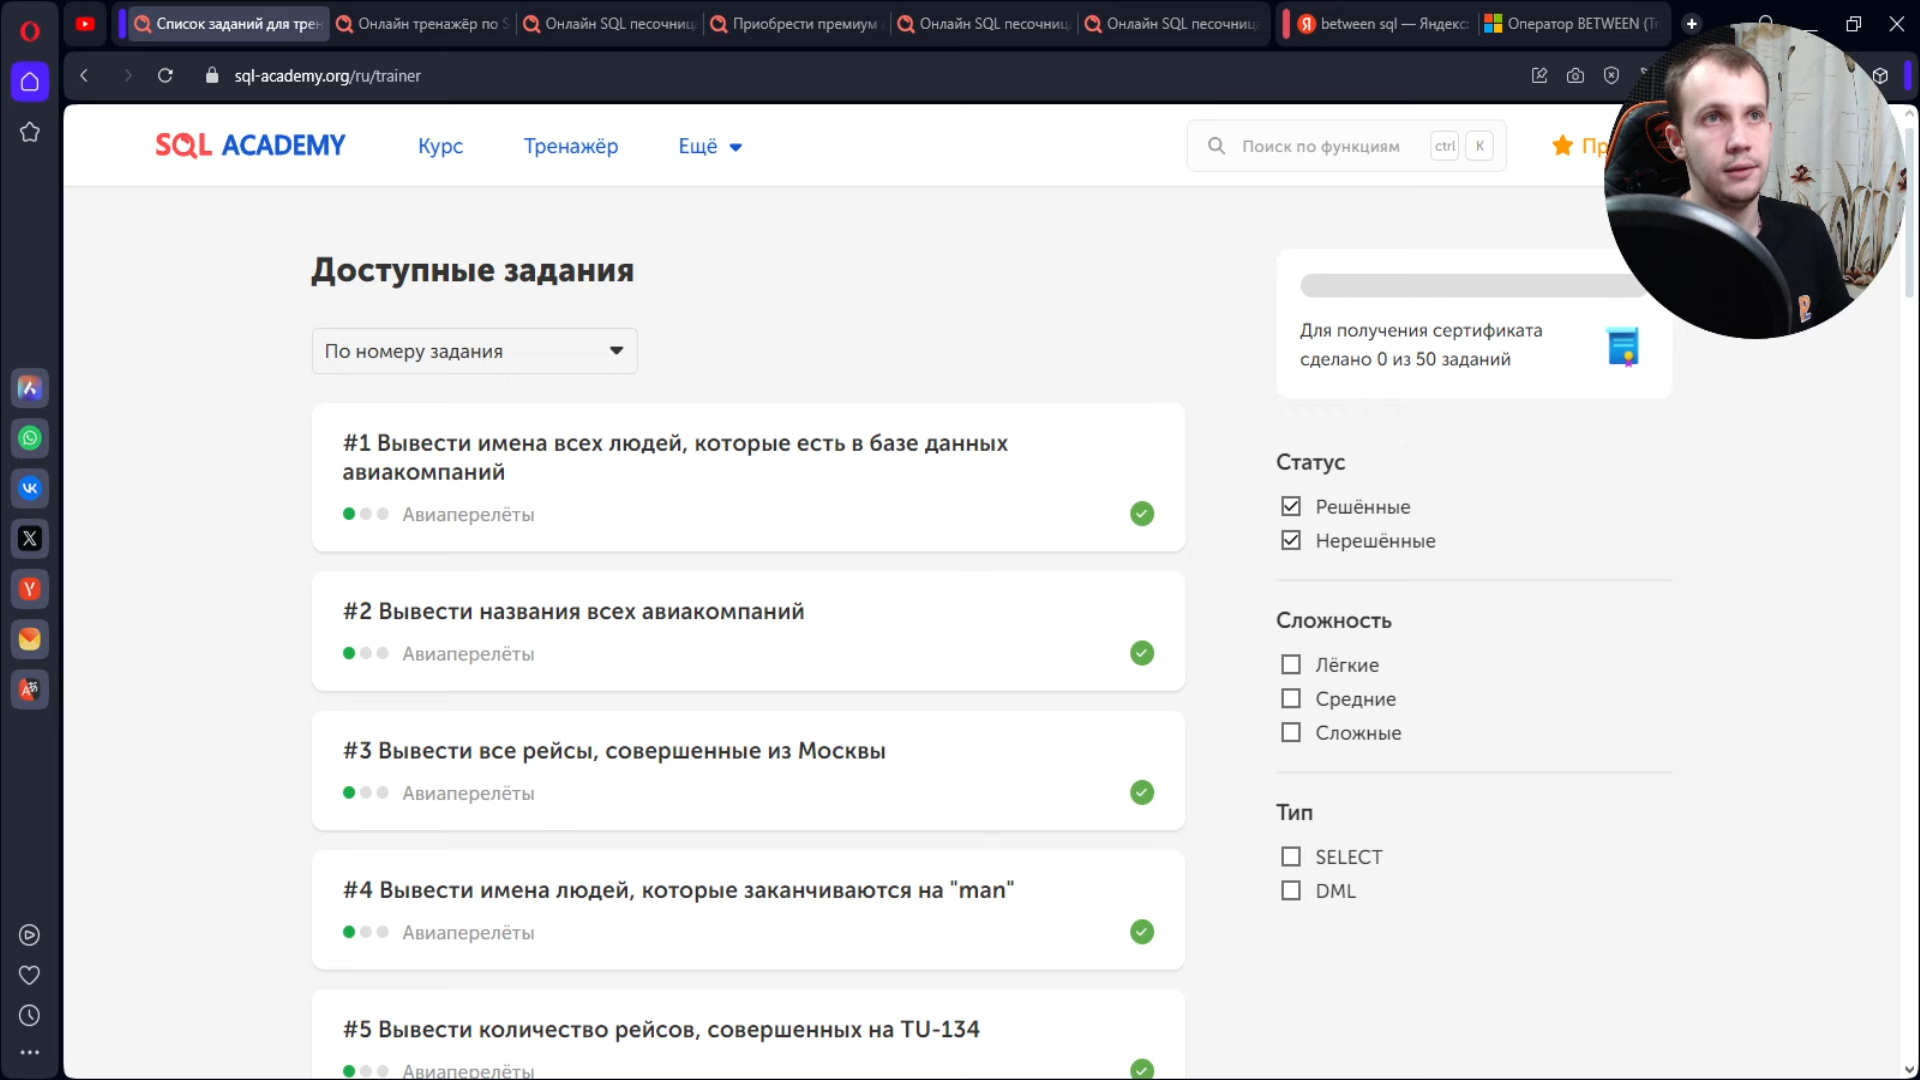 Список заданий для трен
Онлайн тренажёр по S
Онлайн SQL песочниц
Приобрести премиум
Онлайн SQL песочниц
Онлайн SQL песочница
between sql — Яндекс
Оператор BETWEEN (Tr
sql-academy.org/ru/trainer
SQL ACADEMY
Курс
Тренажёр
Ещё
Поиск по функциям
ctrl
K
Пр
Доступные задания
По номеру задания
#1 Вывести имена всех людей, которые есть в базе данных
авиакомпаний
Авиаперелёты
#2 Вывести названия всех авиакомпаний
Авиаперелёты
#3 Вывести все рейсы, совершенные из Москвы
Авиаперелёты
#4 Вывести имена людей, которые заканчиваются на "man"
Авиаперелёты
#5 Вывести количество рейсов, совершенных на TU-134
Авиаперелёты
Для получения сертификата
сделано 0 из 50 заданий
Статус
Решённые
Нерешённые
Сложность
Лёгкие
Средние
Сложные
Тип
SELECT
DML